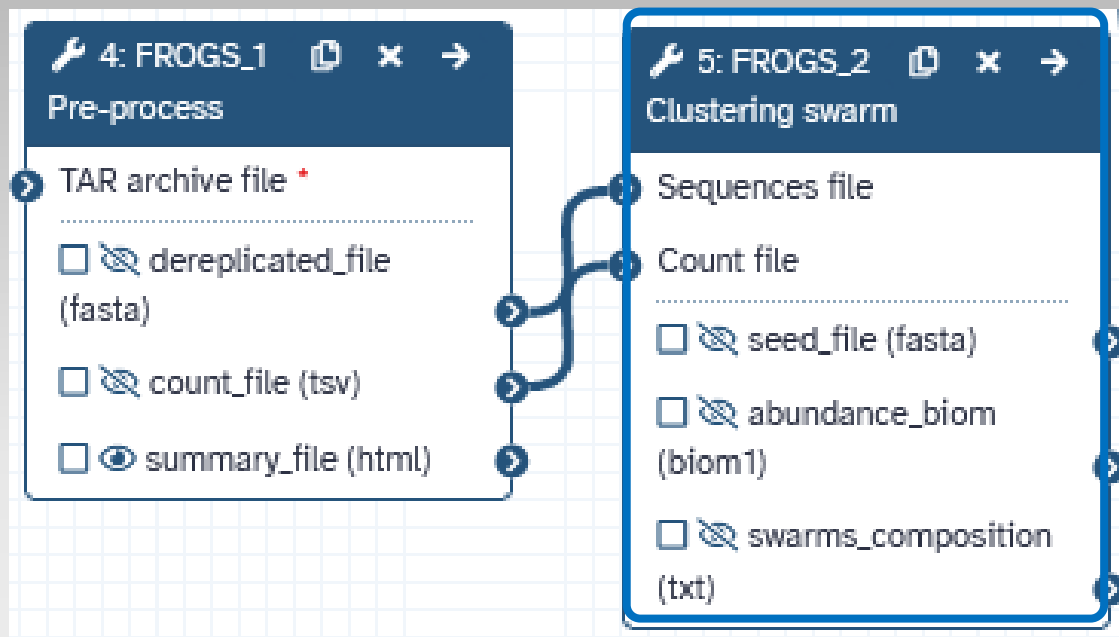 4: FROGS_1
Pre-process
TAR archive file *
dereplicated_file
(fasta)
count_file (tsv)
summary_file (html)
5: FROGS_2
Clustering swarm
Sequences file
Count file
seed_file (fasta)
abundance_biom
(biom1)
swarms_composition
(txt)